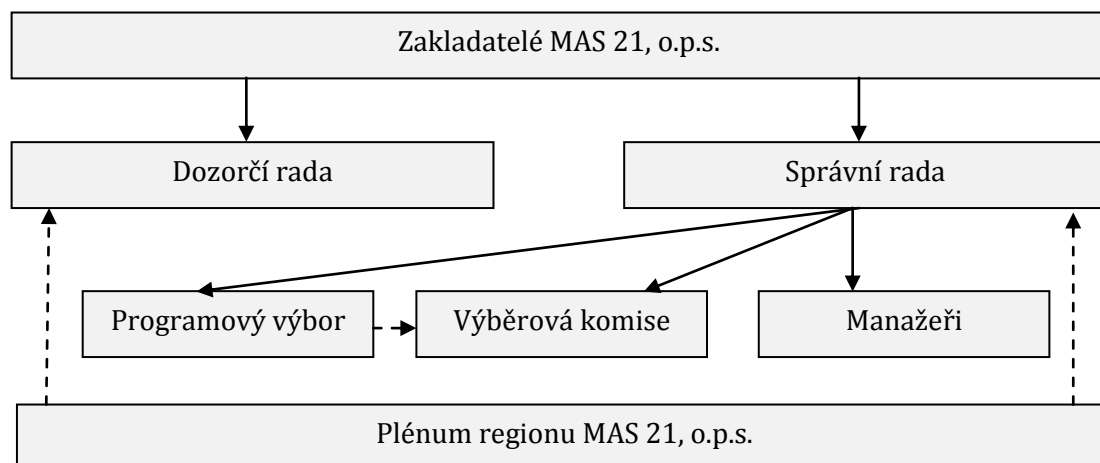 Zakladatelé MAS 21, o.p.s.
Dozorčí rada
Správní rada
Programový výbor
Výběrová komise
Manažeři
Plénum regionu MAS 21, o.p.s.